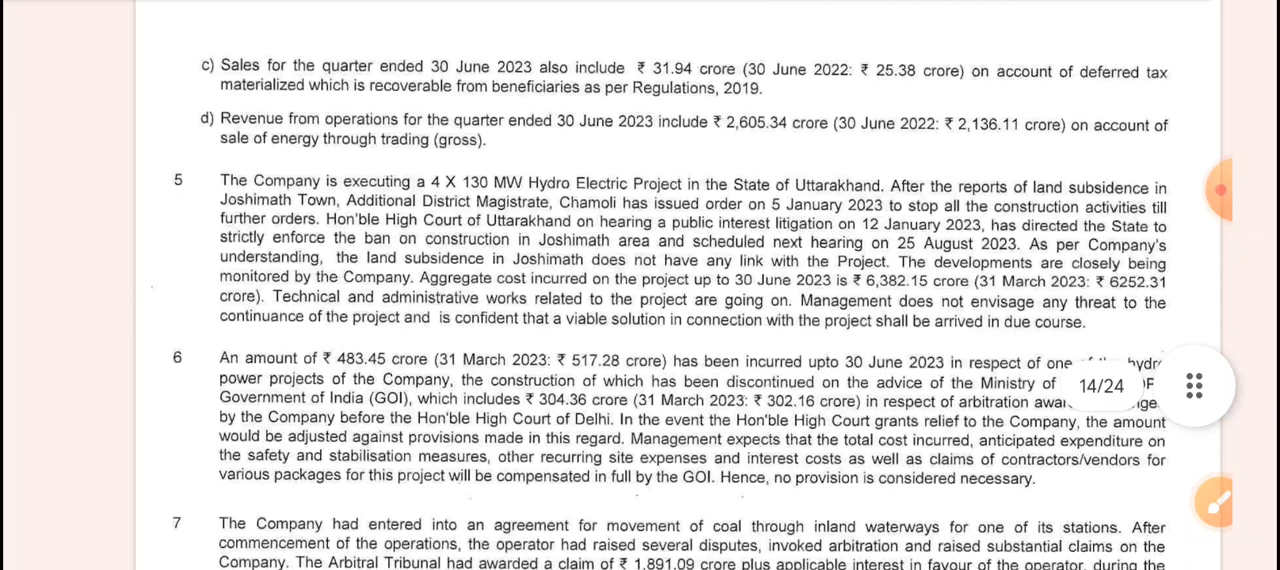 c) Sales for the quarter ended 30 June 2023 also include ₹ 31.94 crore (30 June 2022: ₹ 25.38 crore) on account of deferred tax
materialized which is recoverable from beneficiaries as per Regulations, 2019.
d) Revenue from operations for the quarter ended 30 June 2023 include ₹ 2,605.34 crore (30 June 2022: ₹ 2,136.11 crore) on account of
sale of energy through trading (gross).
5 The Company is executing a 4 X 130 MW Hydro Electric Project in the State of Uttarakhand. After the reports of land subsidence in
Joshimath Town, Additional District Magistrate, Chamoli has issued order on 5 January 2023 to stop all the construction activities till
further orders. Hon'ble High Court of Uttarakhand on hearing a public interest litigation on 12 January 2023, has directed the State to
strictly enforce the ban on construction in Joshimath area and scheduled next hearing on 25 August 2023. As per Company's
understanding, the land subsidence in Joshimath does not have any link with the Project. The developments are closely being
monitored by the Company. Aggregate cost incurred on the project up to 30 June 2023 is ₹ 6,382.15 crore (31 March 2023: ₹ 6252.31
crore). Technical and administrative works related to the project are going on. Management does not envisage any threat to the
continuance of the project and is confident that a viable solution in connection with the project shall be arrived in due course.
6 An amount of ₹ 483.45 crore (31 March 2023: ₹ 517.28 crore) has been incurred upto 30 June 2023 in respect of one
power projects of the Company, the construction of which has been discontinued on the advice of the Ministry of
14/24
Government of India (GOI), which includes ₹ 304.36 crore (31 March 2023: ₹ 302.16 crore) in respect of arbitration
by the Company before the Hon'ble High Court of Delhi. In the event the Hon'ble High Court grants relief to the Company, the amount
would be adjusted against provisions made in this regard. Management expects that the total cost incurred, anticipated expenditure on
the safety and stabilisation measures, other recurring site expenses and interest costs as well as claims of contractors/vendors for
various packages for this project will be compensated in full by the GOI. Hence, no provision is considered necessary.
7 The Company had entered into an agreement for movement of coal through inland waterways for one of its stations. After
commencement of the operations, the operator had raised several disputes, invoked arbitration and raised substantial claims on the
Company. The Arbitral Tribunal had awarded a claim of ₹ 1,891.09 crore plus applicable interest in favour of the operator, during the